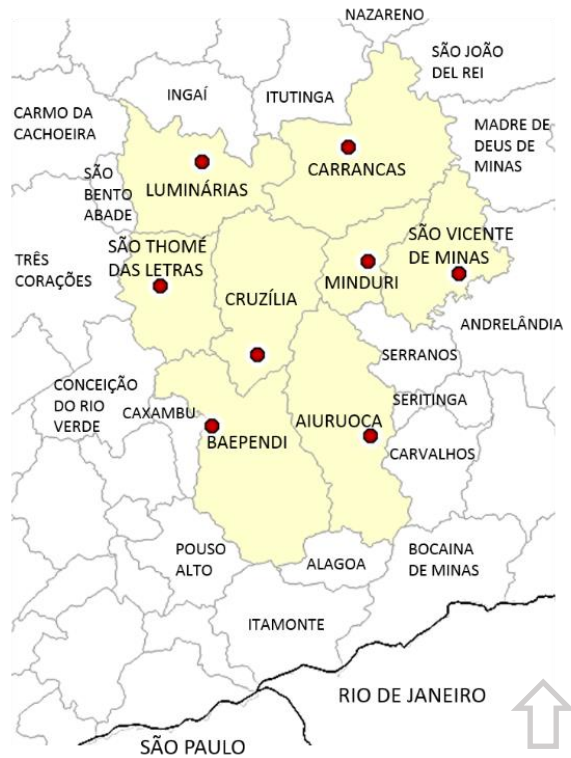 NAZARENO
SÃO JOÃO
DEL REI
INGAÍ
ITUTINGA
CARMO DA
CACHOEIRA
MADRE DE
DEUS DE
MINAS
CARRANCAS
SÃO
BENTO
ABADE
LUMINÁRIAS
SÃO VICENTE
DE MINAS
SÃO THOMÉ
DAS LETRAS
TRÊS
CORAÇÕES
MINDURI
CRUZÍLIA
ANDRELÂNDIA
SERRANOS
CONCEIÇÃO
DO RIO
VERDE
CAXAMBU
SERITINGA
AIURUOCA
BAEPENDI
CARVALHOS
POUSO
ALTO
ALAGOA
BOCAINA
DE MINAS
ITAMONTE
RIO DE JANEIRO
SÃO PAULO